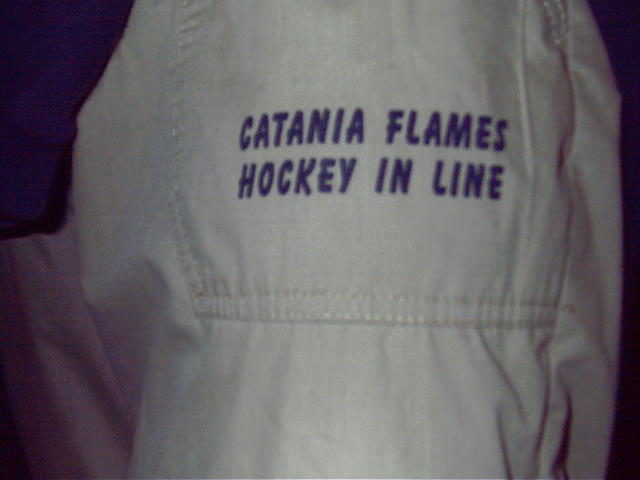 CATANIA FLAMES
HOCKEY IN LINE